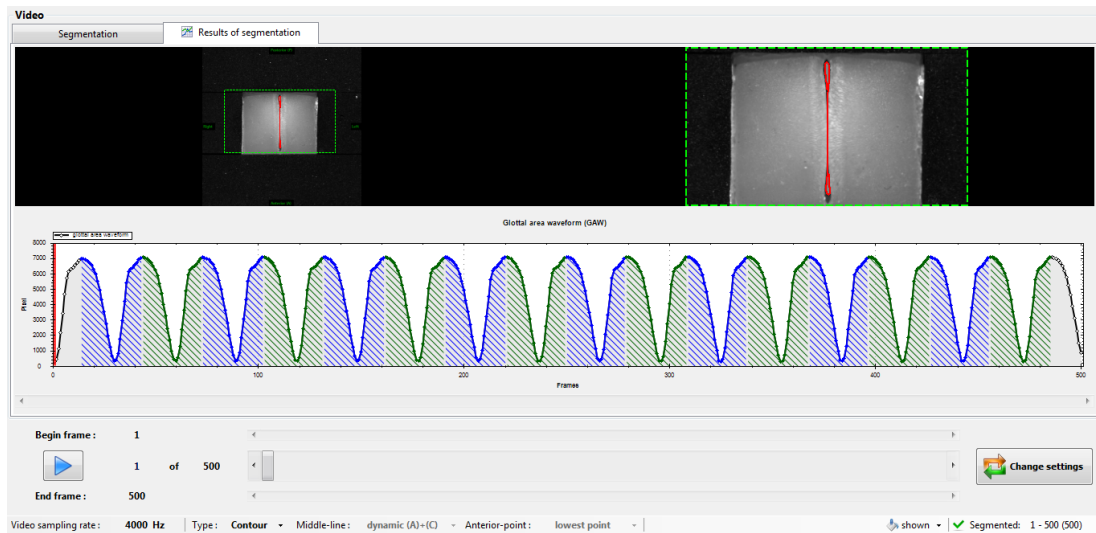 Video
Segmentation
Results of segmentation
Right
Left
Glottal area waveform (GAW)
glottal area waveform
8000
7000
6000
5000
4000
3000
2000
1000
0
Pixel
0 100 200 300 400 500
Frames
Begin frame : 1
1 of 500
End frame : 500
Change settings
Video sampling rate : 4000 Hz Type : Contour Middle-line : dynamic (A)+(C) Anterior-point : lowest point shown Segmented: 1 - 500 (500)